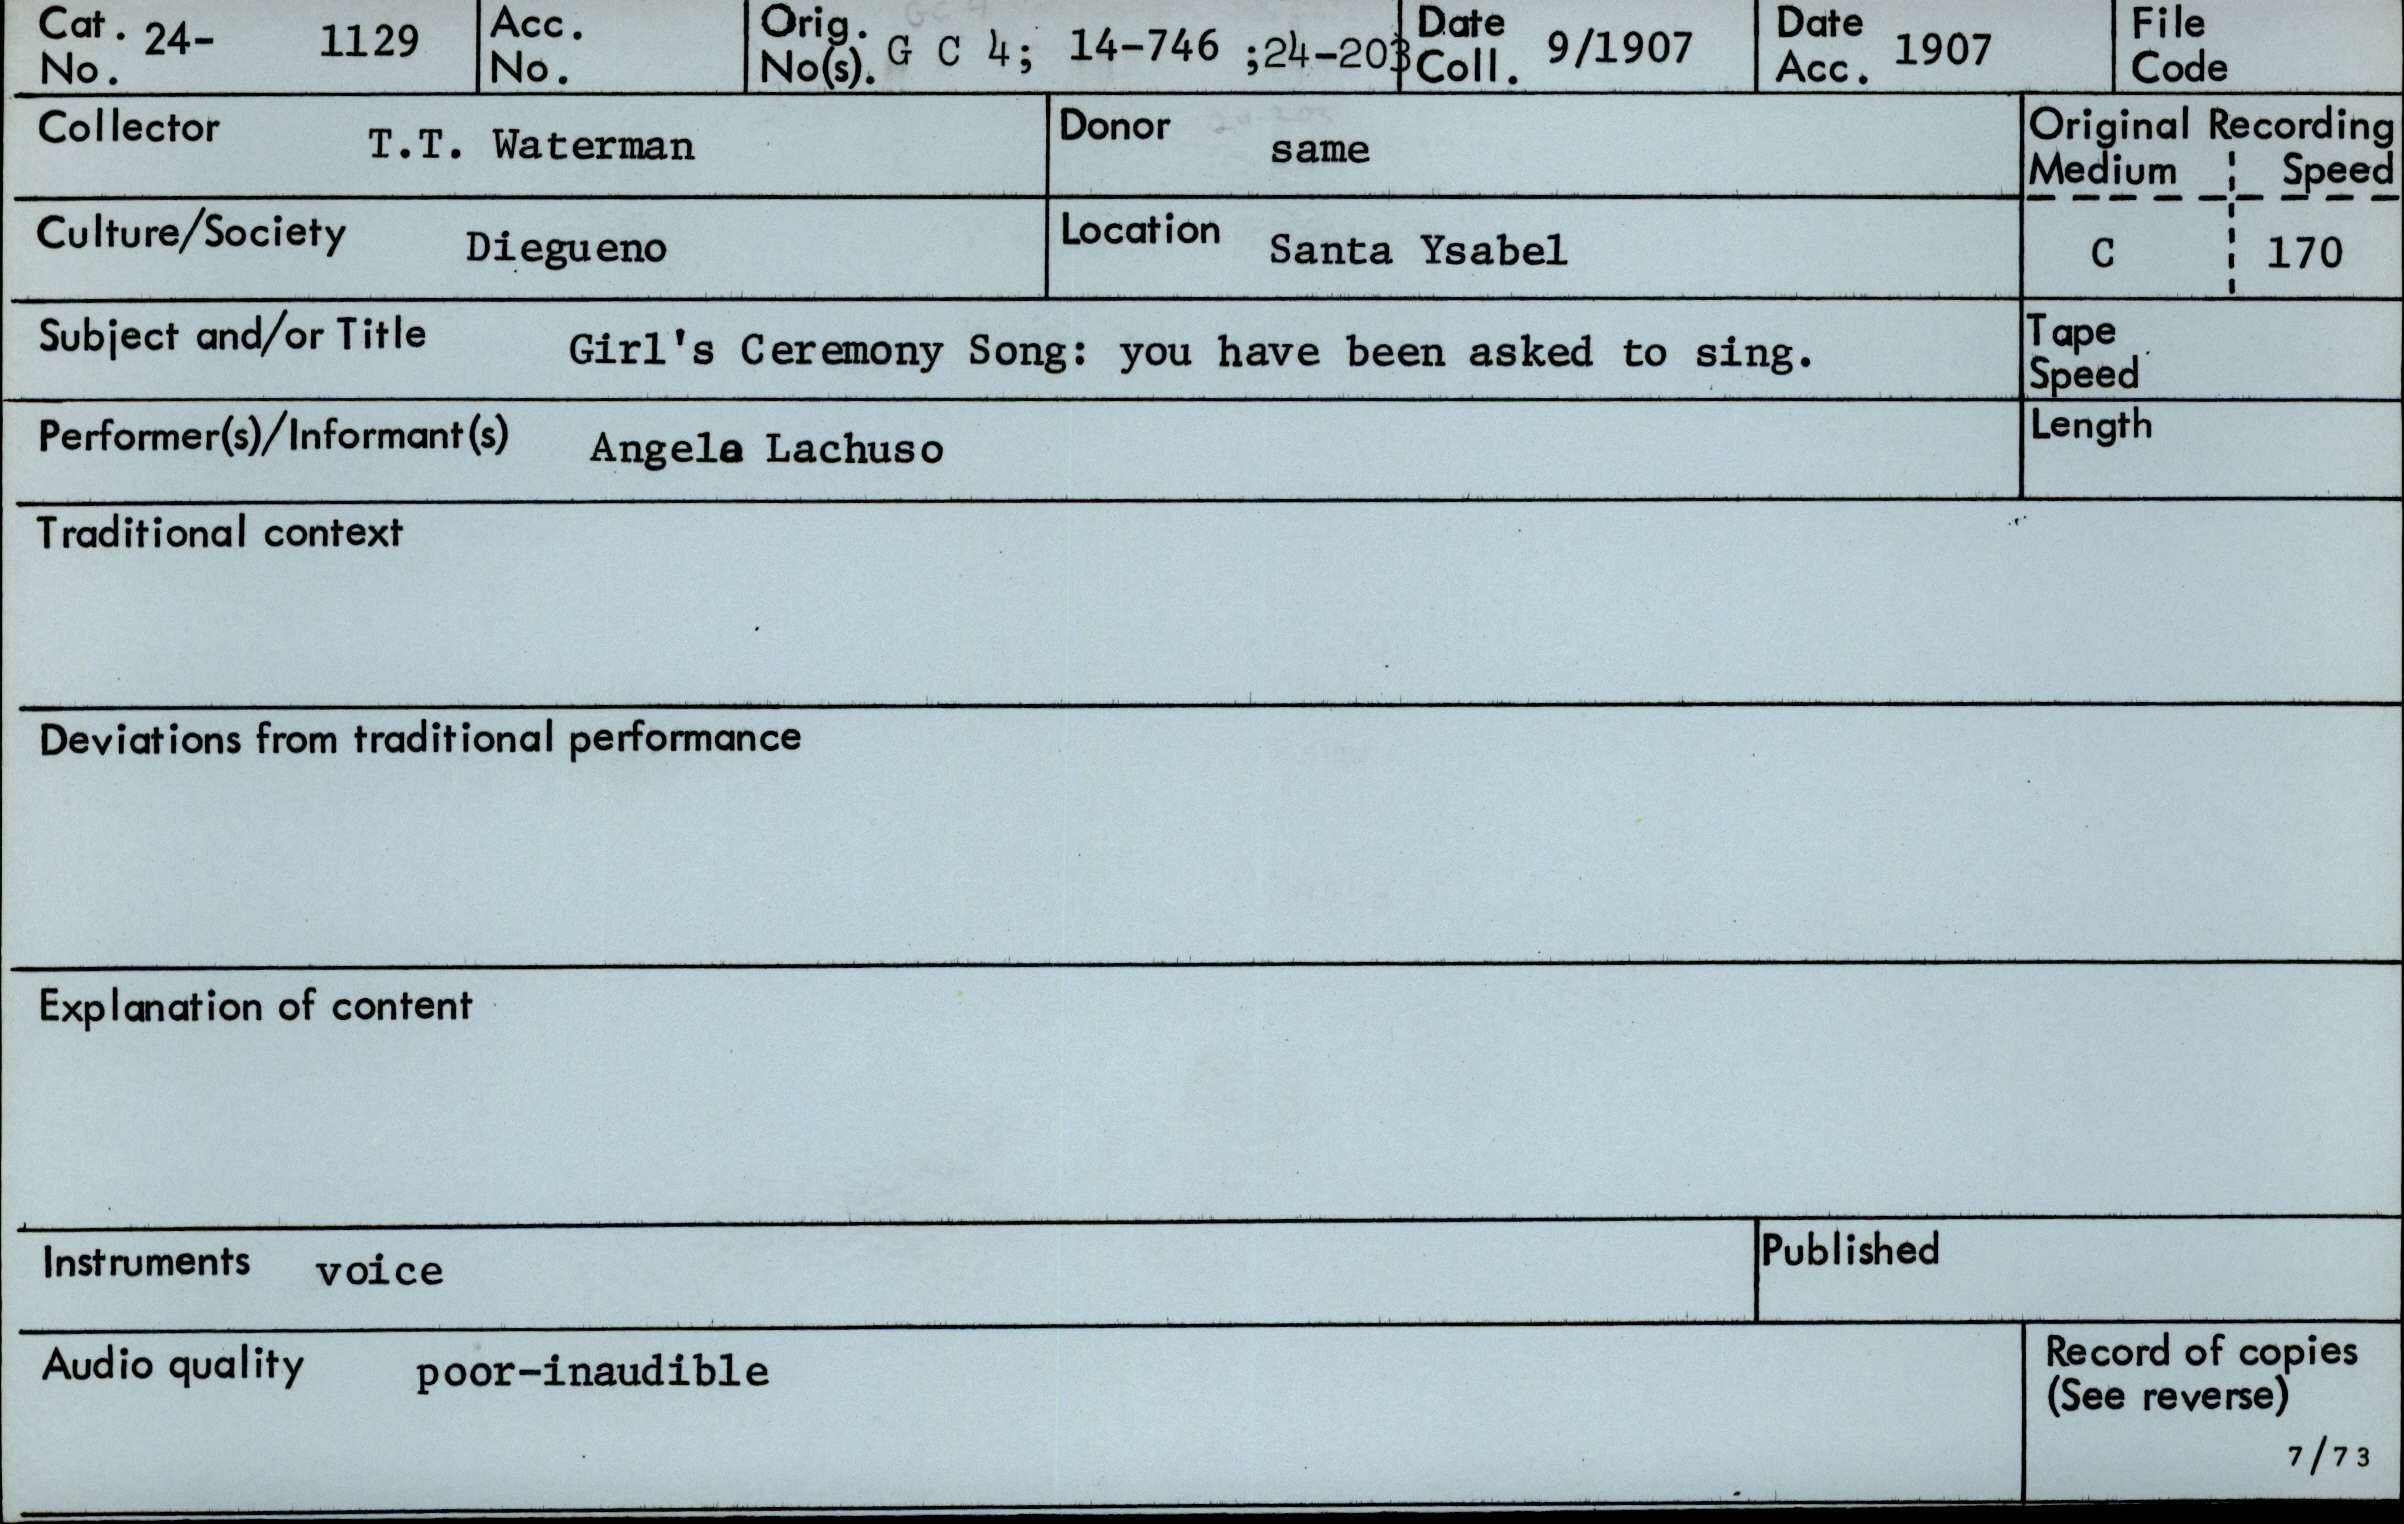 Cat. No. 24- 1129
Acc. No.
Orig. No(s). G C 4; 14-746 ;24-203
Date Coll. 9/1907
Date Acc. 1907
File Code
Collector T.T. Waterman
Donor same
Original Recording
Medium Speed
Culture/Society Diegueno
Location Santa Ysabel
C 170
Subject and/or Title Girl's Ceremony Song: you have been asked to sing.
Tape Speed
Performer(s)/Informant(s) Angela Lachuso
Length
Traditional context
Deviations from traditional performance
Explanation of content
Instruments voice
Published
Audio quality poor-inaudible
Record of copies
(See reverse)
7/73